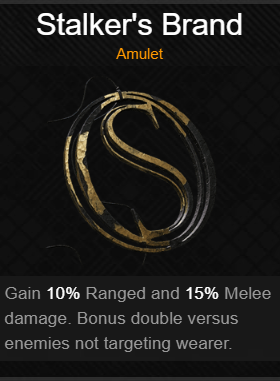 Stalker's Brand
Amulet
Gain 10% Ranged and 15% Melee
damage. Bonus double versus
enemies not targeting wearer.